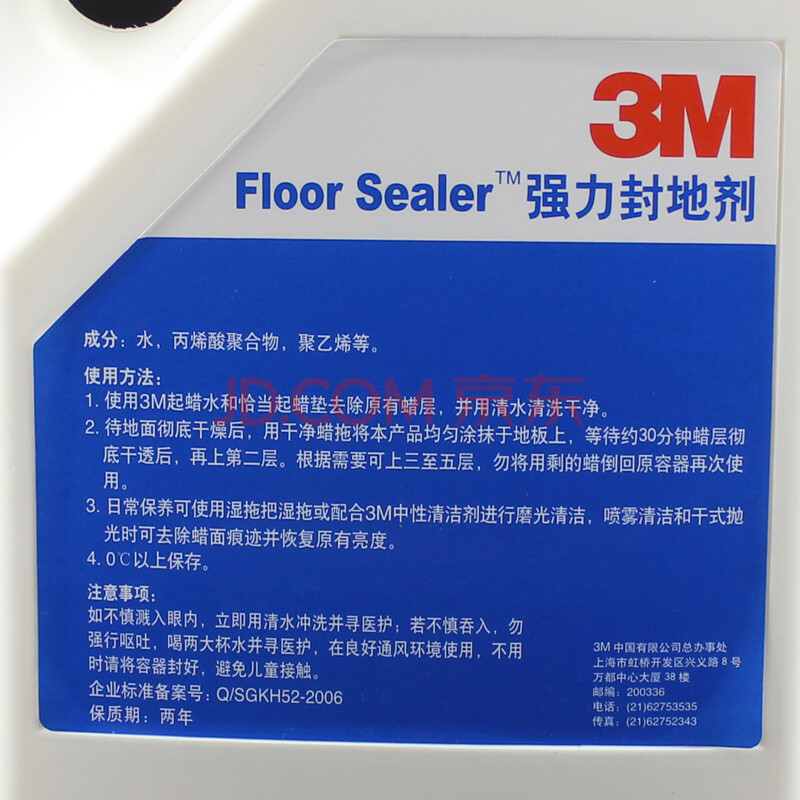 3M
Floor Sealer™强力封地剂
成分：水，丙烯酸聚合物，聚乙烯等。
使用方法：
JD.COM 京东
1. 使用3M起蜡水和恰当起蜡垫去除原有蜡层，并用清水清洗干净。
2. 待地面彻底干燥后，用干净蜡拖将本产品均匀涂抹于地板上，等待约30分钟蜡层彻
底干透后，再上第二层。根据需要可上三至五层，勿将用剩的蜡倒回原容器再次使
用。
3. 日常保养可使用湿拖把湿拖或配合3M中性清洁剂进行磨光清洁，喷雾清洁和干式抛
光时可去除蜡面痕迹并恢复原有亮度。
4. 0℃以上保存。
注意事项：
如不慎溅入眼内，立即用清水冲洗并寻医护；若不慎吞入，勿
强行呕吐，喝两大杯水并寻医护，在良好通风环境使用，不用
时请将容器封好，避免儿童接触。
企业标准备案号：Q/SGKH52-2006
保质期：两年
3M 中国有限公司总办事处
上海市虹桥开发区兴义路 8 号
万都中心大厦 38 楼
邮编：200336
电话：(21)62753535
传真：(21)62752343